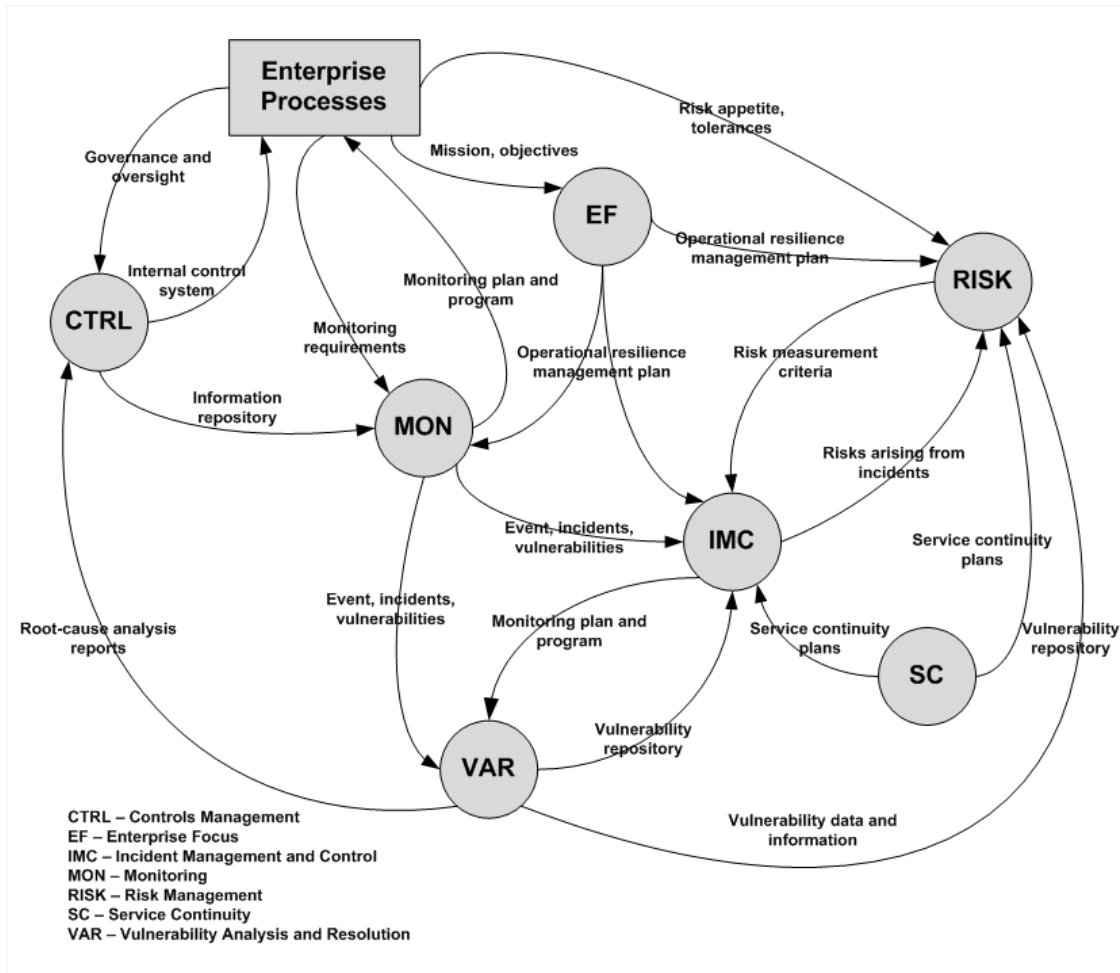 Enterprise
Processes
Risk appetite,
tolerances
Governance and
oversight
Mission, objectives
EF
Operational resilience
management plan
Internal control
system
Monitoring plan and
program
RISK
CTRL
Monitoring
requirements
Operational resilience
management plan
Risk measurement
criteria
Information
repository
MON
Risks arising from
incidents
Event, incidents,
vulnerabilities
IMC
Service continuity
plans
Event, incidents,
vulnerabilities
Root-cause analysis
reports
Monitoring plan and
program
Service continuity
plans
Vulnerability
repository
SC
Vulnerability
repository
VAR
Vulnerability data and
information
CTRL – Controls Management
EF – Enterprise Focus
IMC – Incident Management and Control
MON – Monitoring
RISK – Risk Management
SC – Service Continuity
VAR – Vulnerability Analysis and Resolution